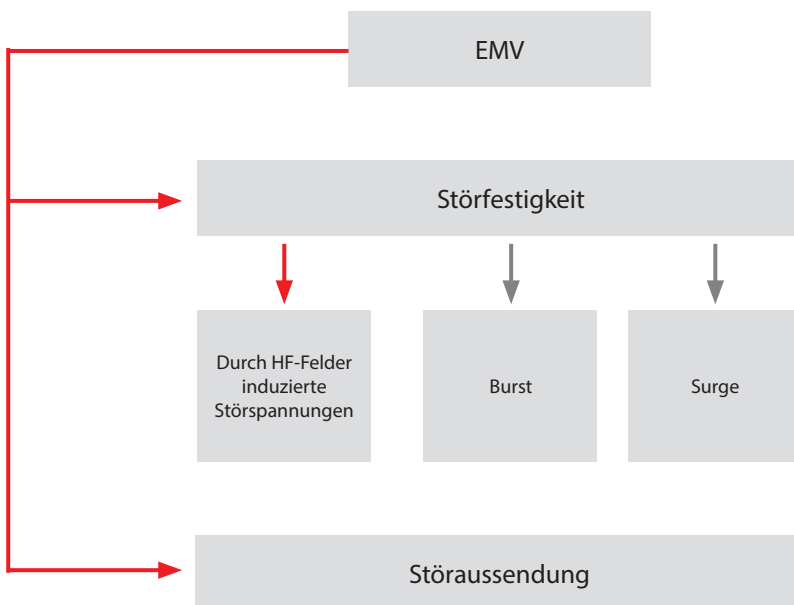 EMV
Störfestigkeit
Durch HF-Felder
induzierte
Störspannungen
Burst
Surge
Störaussendung